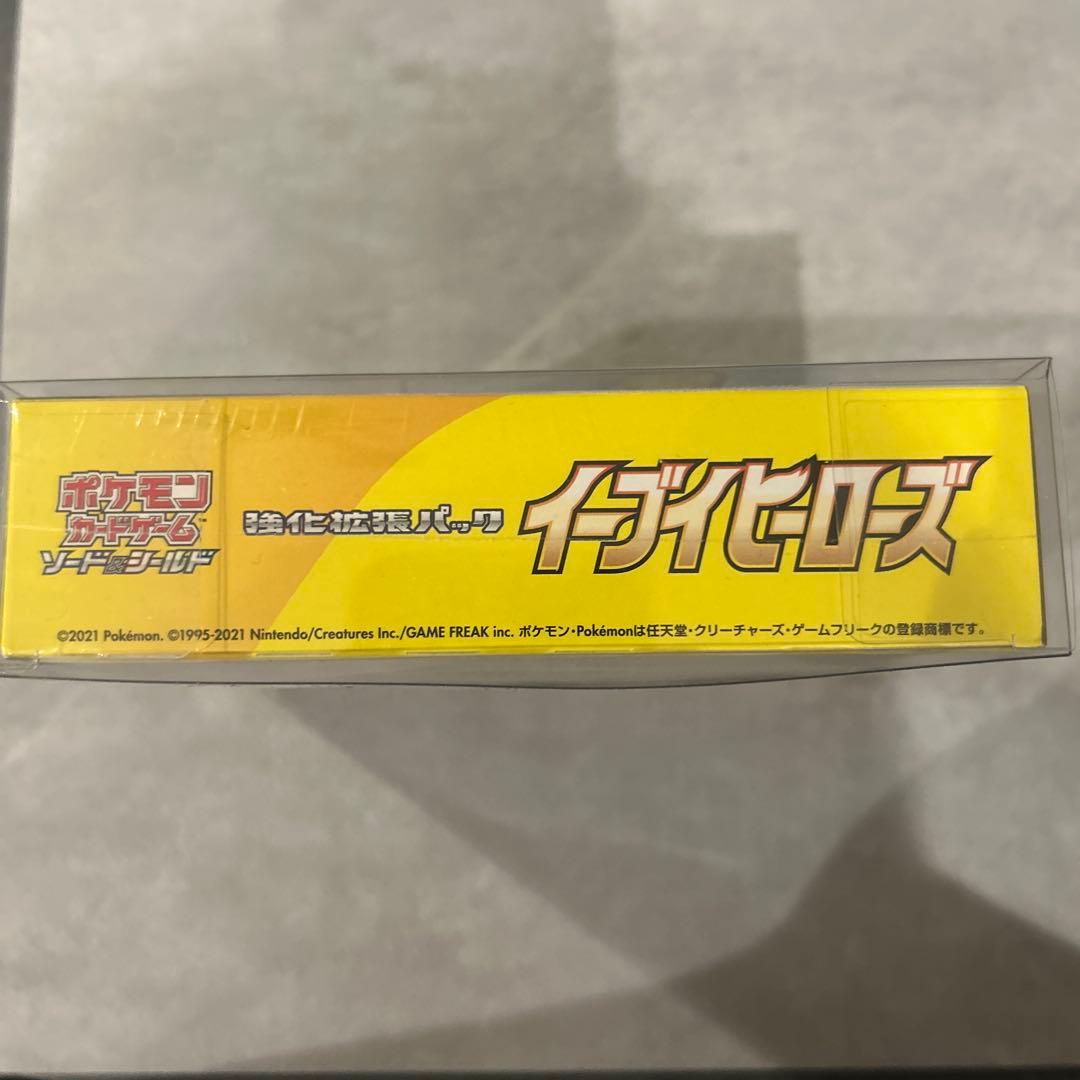 ポケモン
カードゲーム™
ソード&シールド
強化拡張パック イーブイヒーローズ
©2021 Pokémon. ©1995-2021 Nintendo/Creatures Inc./GAME FREAK inc. ポケモン・Pokémonは任天堂・クリーチャーズ・ゲームフリークの登録商標です。